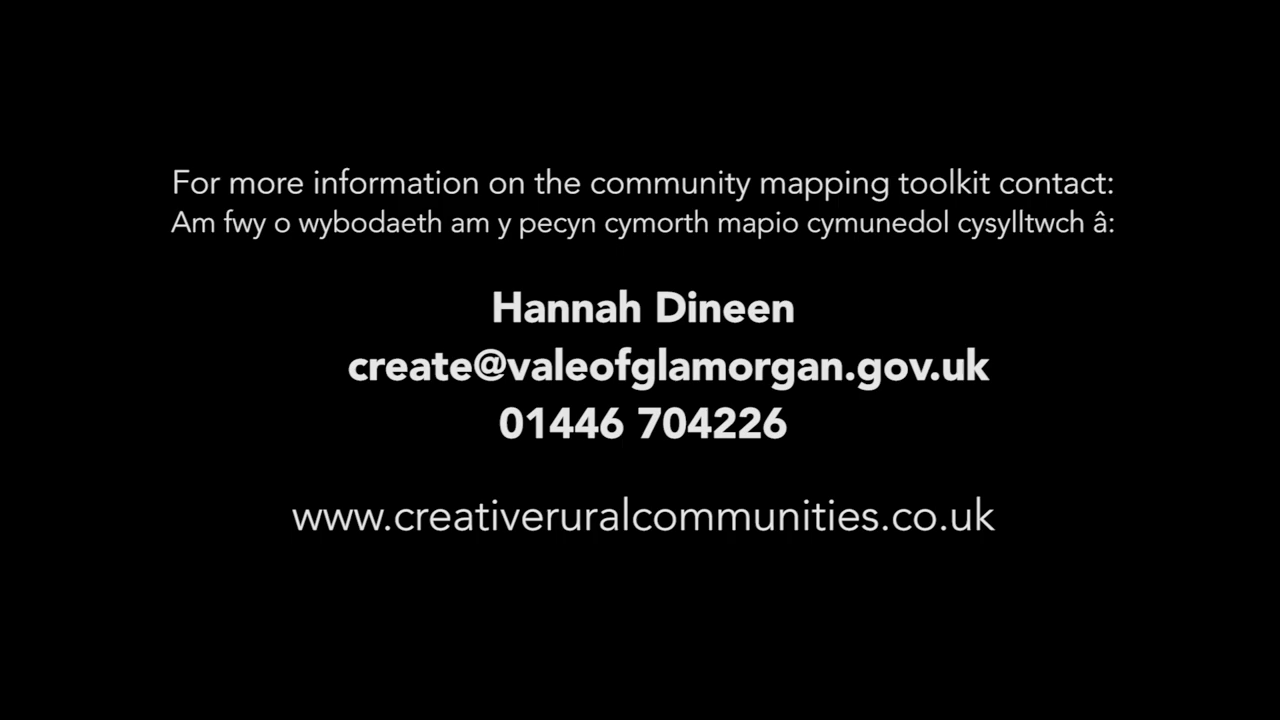 For more information on the community mapping toolkit contact:
Am fwy o wybodaeth am y pecyn cymorth mapio cymunedol cysylltwch â:
Hannah Dineen
create@valeofglamorgan.gov.uk
01446 704226
www.creativeruralcommunities.co.uk